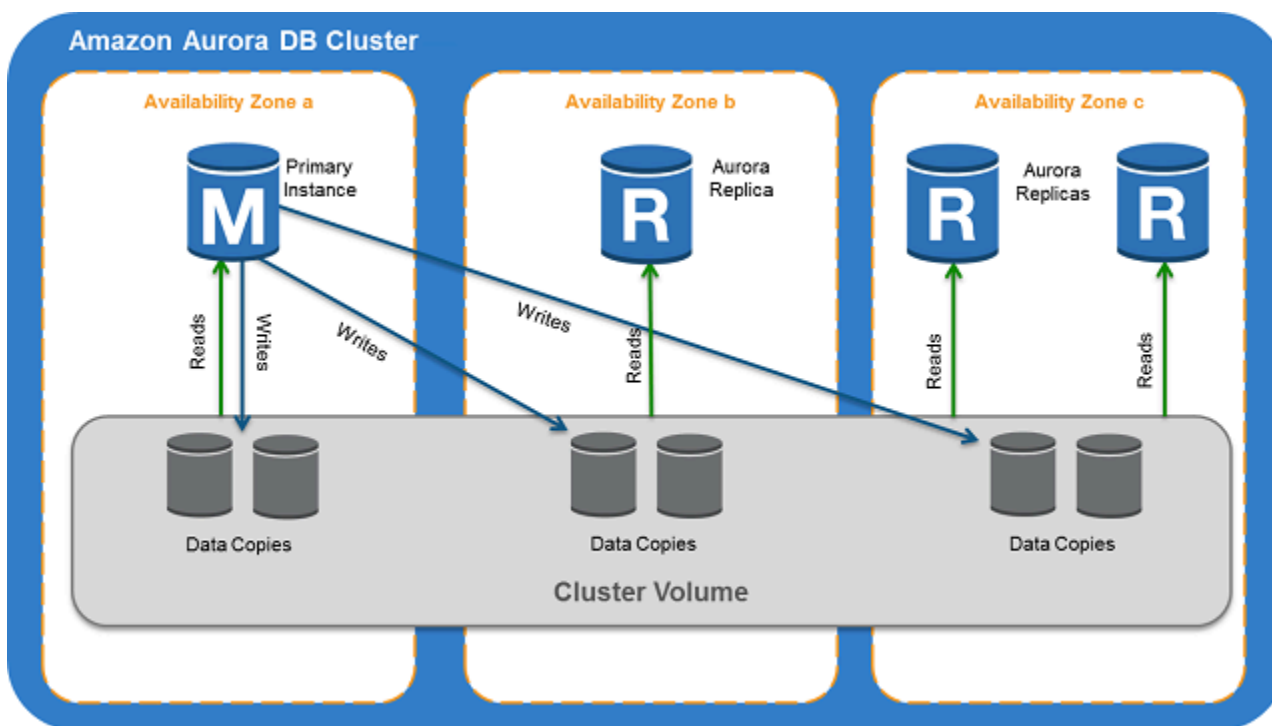 Amazon Aurora DB Cluster
Availability Zone a
Availability Zone b
Availability Zone c
M
Primary
Instance
R
Aurora
Replica
R
Aurora
Replicas
R
Reads
Writes
Writes
Writes
Reads
Reads
Reads
Data Copies
Data Copies
Data Copies
Cluster Volume